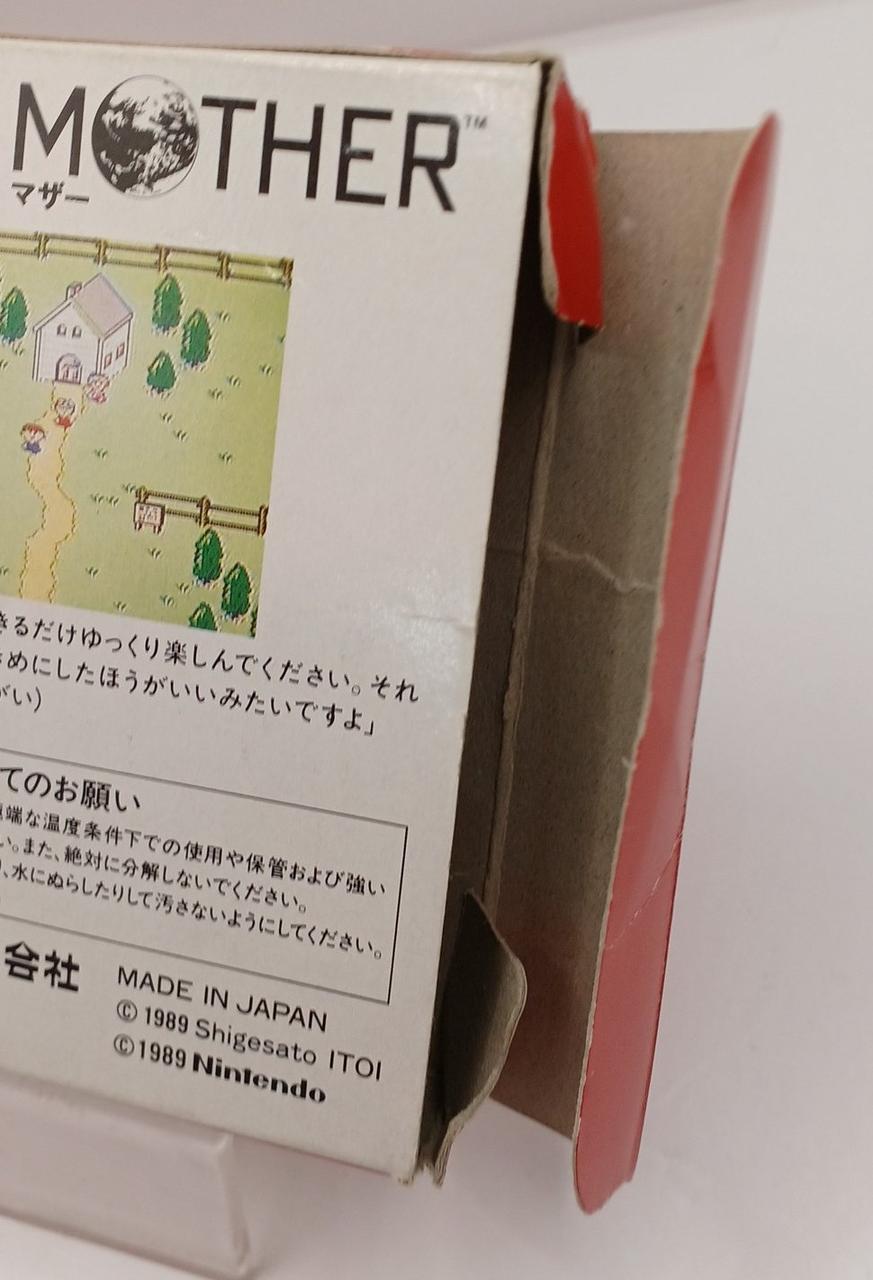 MOTHER™
マザー
きるだけゆっくり楽しんでください。それ
めにしたほうがいいみたいですよ」
がい)
てのお願い
端な温度条件下での使用や保管および強い
い。また、絶対に分解しないでください。
、水にぬらしたりして汚さないようにしてください。
会社
MADE IN JAPAN
©1989 Shigesato ITOI
©1989 Nintendo